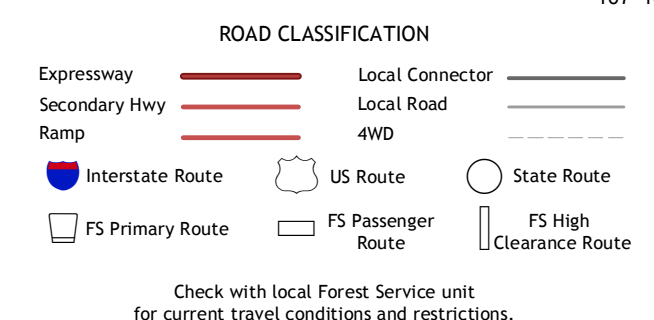 ROAD CLASSIFICATION
Expressway
Local Connector
Secondary Hwy
Local Road
Ramp
4WD
Interstate Route
US Route
State Route
FS Primary Route
FS Passenger
Route
FS High
Clearance Route
Check with local Forest Service unit
for current travel conditions and restrictions.